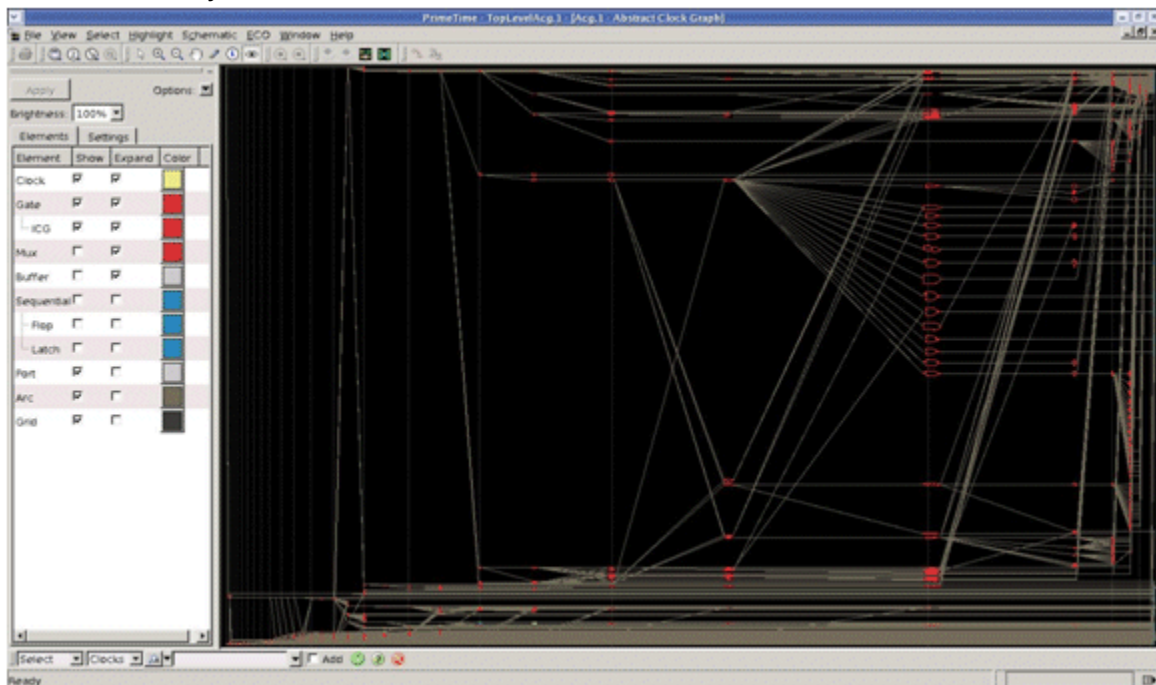 PrimeTime - TopLevelAcg.1 - [Acg.1 - Abstract Clock Graph]
File View Select Highlight Schematic ECO Window Help
Apply Options:
Brightness: 100%
Elements Settings
Element Show Expand Color
Clock
Gate
ICG
Mux
Buffer
Sequential
Flop
Latch
Port
Arc
Grid
Select Clocks Add
Ready